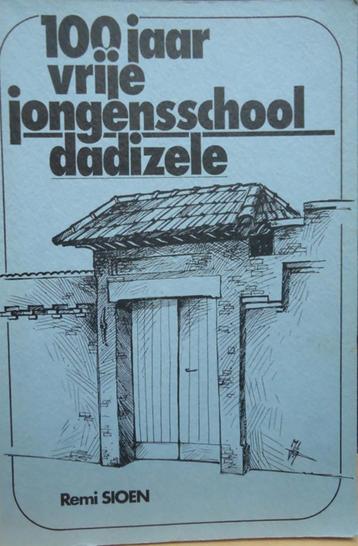 100 jaar
vrije
jongensschool
dadizele
Remi SIOEN